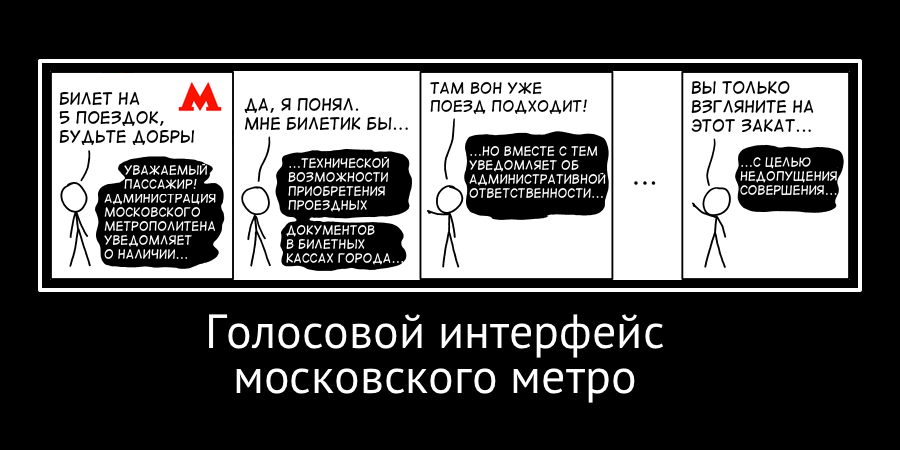 БИЛЕТ НА
5 ПОЕЗДОК,
БУДЬТЕ ДОБРЫ
УВАЖАЕМЫЙ
ПАССАЖИР!
АДМИНИСТРАЦИЯ
МОСКОВСКОГО
МЕТРОПОЛИТЕНА
УВЕДОМЛЯЕТ
О НАЛИЧИИ...
ДА, Я ПОНЯЛ.
МНЕ БИЛЕТИК БЫ...
...ТЕХНИЧЕСКОЙ
ВОЗМОЖНОСТИ
ПРИОБРЕТЕНИЯ
ПРОЕЗДНЫХ
ДОКУМЕНТОВ
В БИЛЕТНЫХ
КАССАХ ГОРОДА...
ТАМ ВОН УЖЕ
ПОЕЗД ПОДХОДИТ!
...НО ВМЕСТЕ С ТЕМ
УВЕДОМЛЯЕТ ОБ
АДМИНИСТРАТИВНОЙ
ОТВЕТСТВЕННОСТИ...
...
ВЫ ТОЛЬКО
ВЗГЛЯНИТЕ НА
ЭТОТ ЗАКАТ...
...С ЦЕЛЬЮ
НЕДОПУЩЕНИЯ
СОВЕРШЕНИЯ...
Голосовой интерфейс
московского метро